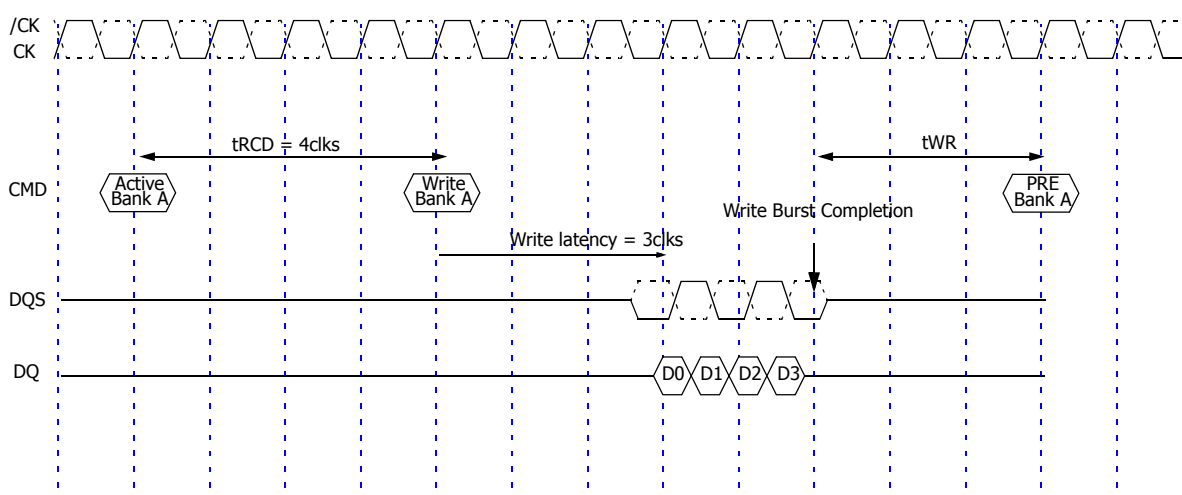 /CK
CK
tRCD = 4clks
tWR
CMD
Active
Bank A
Write
Bank A
PRE
Bank A
Write Burst Completion
Write latency = 3clks
DQS
DQ
D0
D1
D2
D3